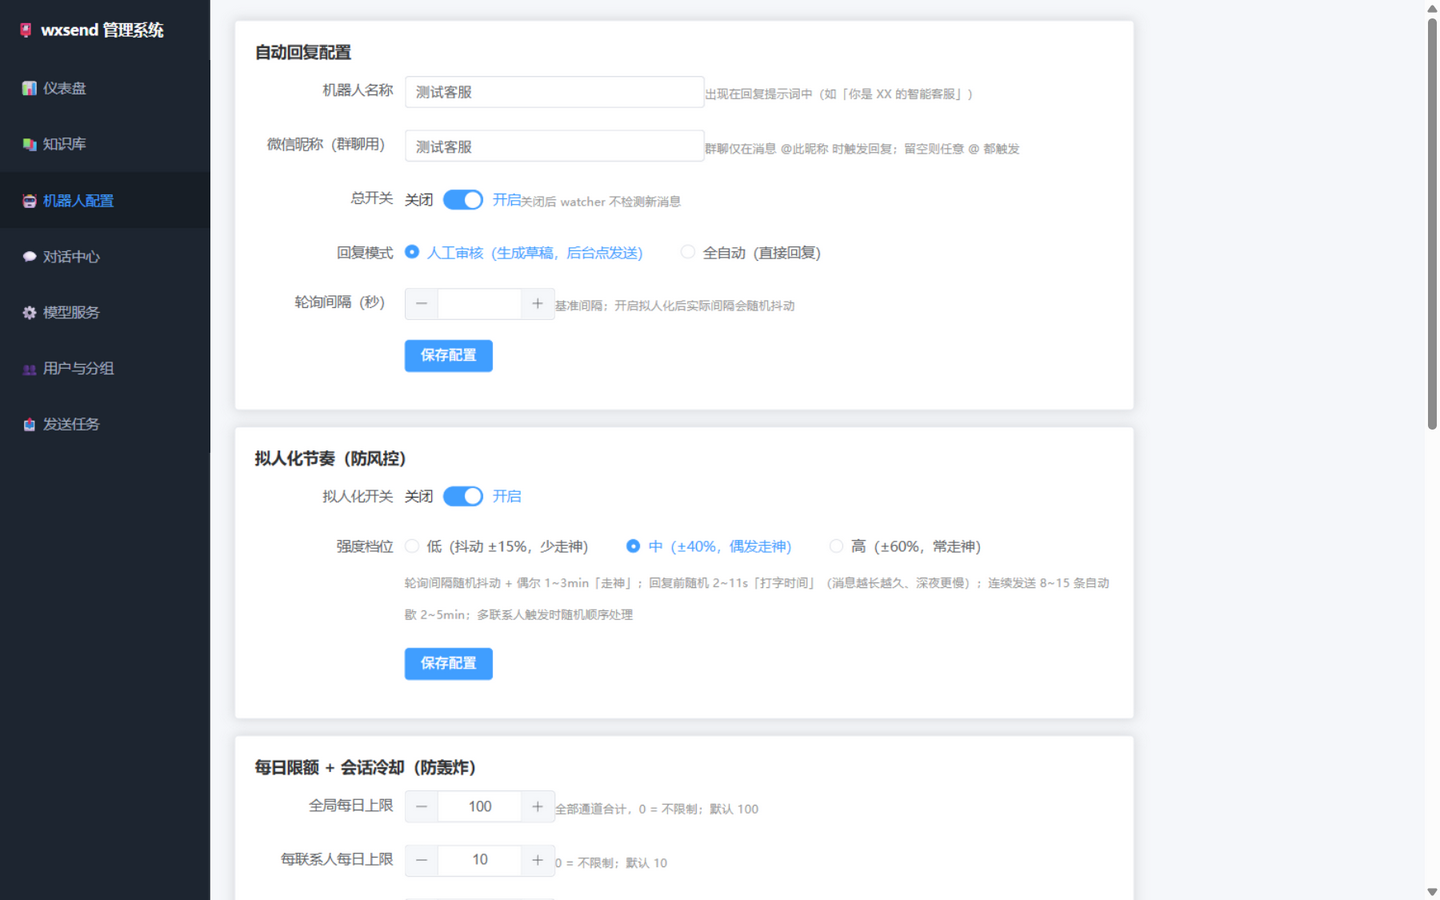 wxsend 管理系统
仪表盘
知识库
机器人配置
对话中心
模型服务
用户与分组
发送任务
自动回复配置
机器人名称 测试客服 出现在回复提示词中（如「你是 XX 的智能客服」）
微信昵称（群聊用） 测试客服 群聊仅在消息 @此昵称 时触发回复；留空则任意 @ 都触发
总开关 关闭 开启 关闭后 watcher 不检测新消息
回复模式 人工审核（生成草稿，后台点发送） 全自动（直接回复）
轮询间隔（秒） − + 基准间隔；开启拟人化后实际间隔会随机抖动
保存配置
拟人化节奏（防风控）
拟人化开关 关闭 开启
强度档位 低（抖动 ±15%，少走神） 中（±40%，偶发走神） 高（±60%，常走神）
轮询间隔随机抖动 + 偶尔 1~3min「走神」；回复前随机 2~11s「打字时间」（消息越长越久、深夜更慢）；连续发送 8~15 条自动
歇 2~5min；多联系人触发时随机顺序处理
保存配置
每日限额 + 会话冷却（防轰炸）
全局每日上限 − 100 + 全部通道合计，0 = 不限制；默认 100
每联系人每日上限 − 10 + 0 = 不限制；默认 10